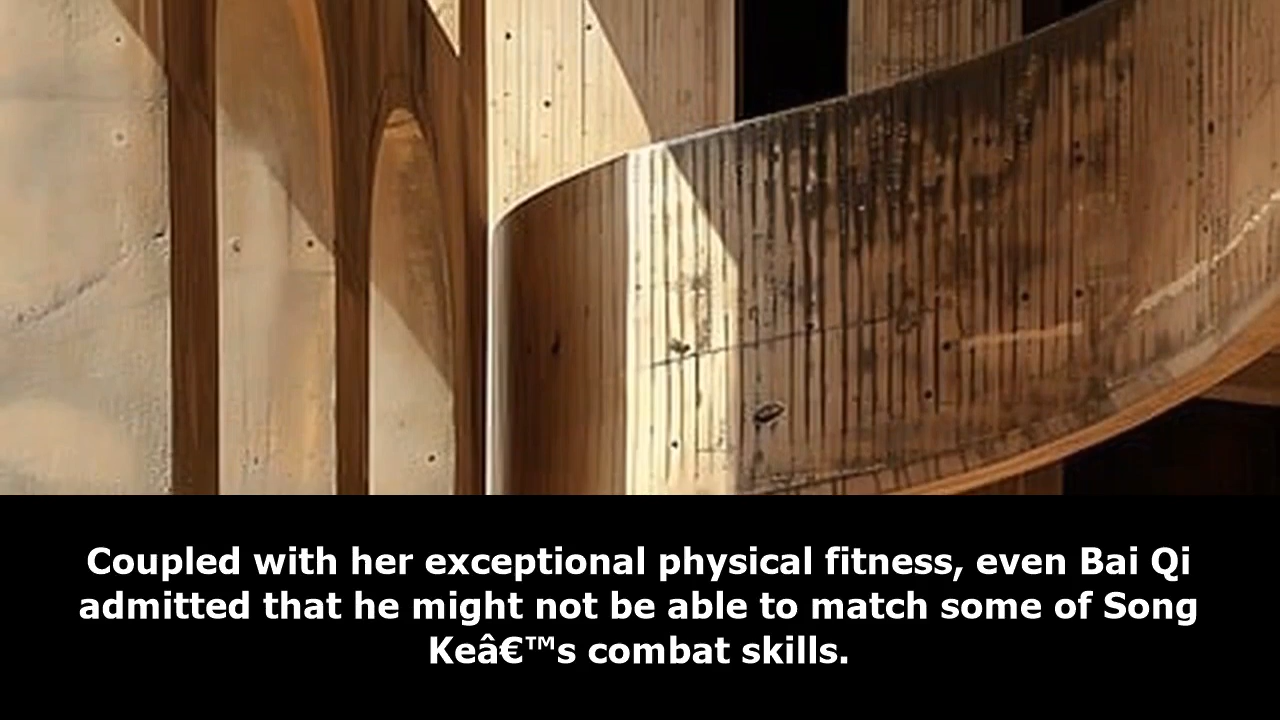 Coupled with her exceptional physical fitness, even Bai Qi
admitted that he might not be able to match some of Song
Keâ€™s combat skills.